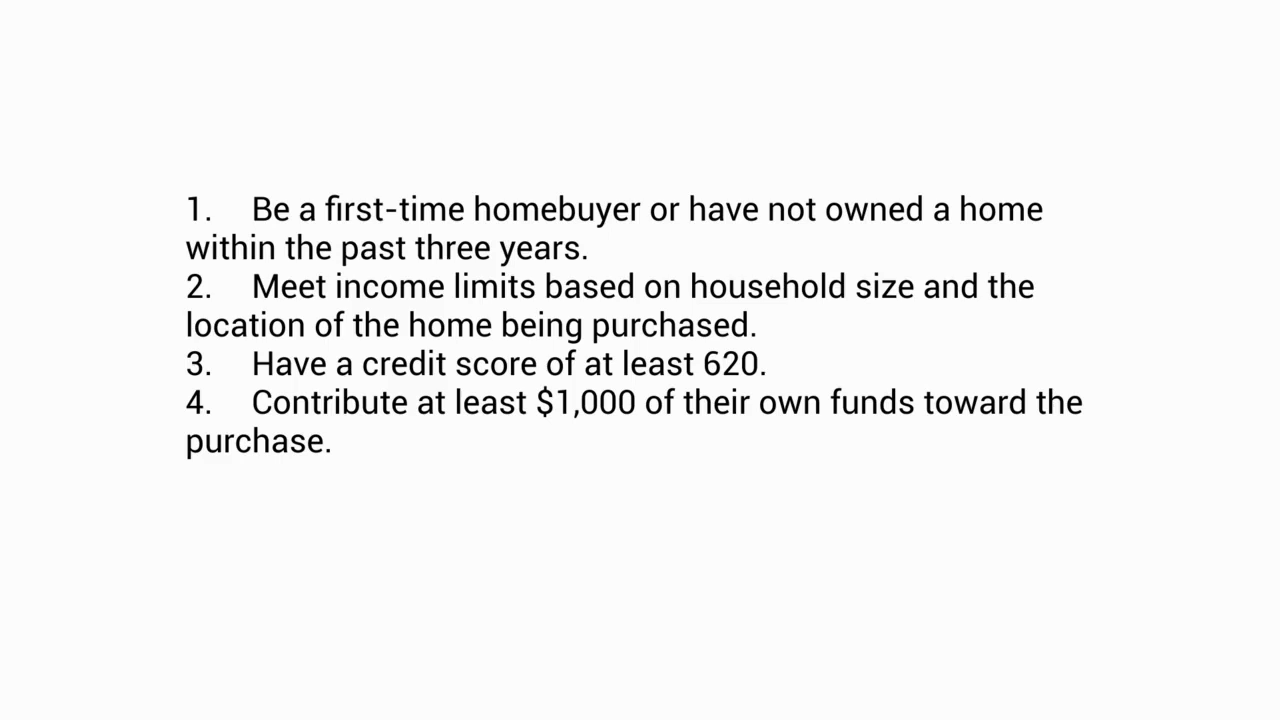 1. Be a first-time homebuyer or have not owned a home
within the past three years.
2. Meet income limits based on household size and the
location of the home being purchased.
3. Have a credit score of at least 620.
4. Contribute at least $1,000 of their own funds toward the
purchase.